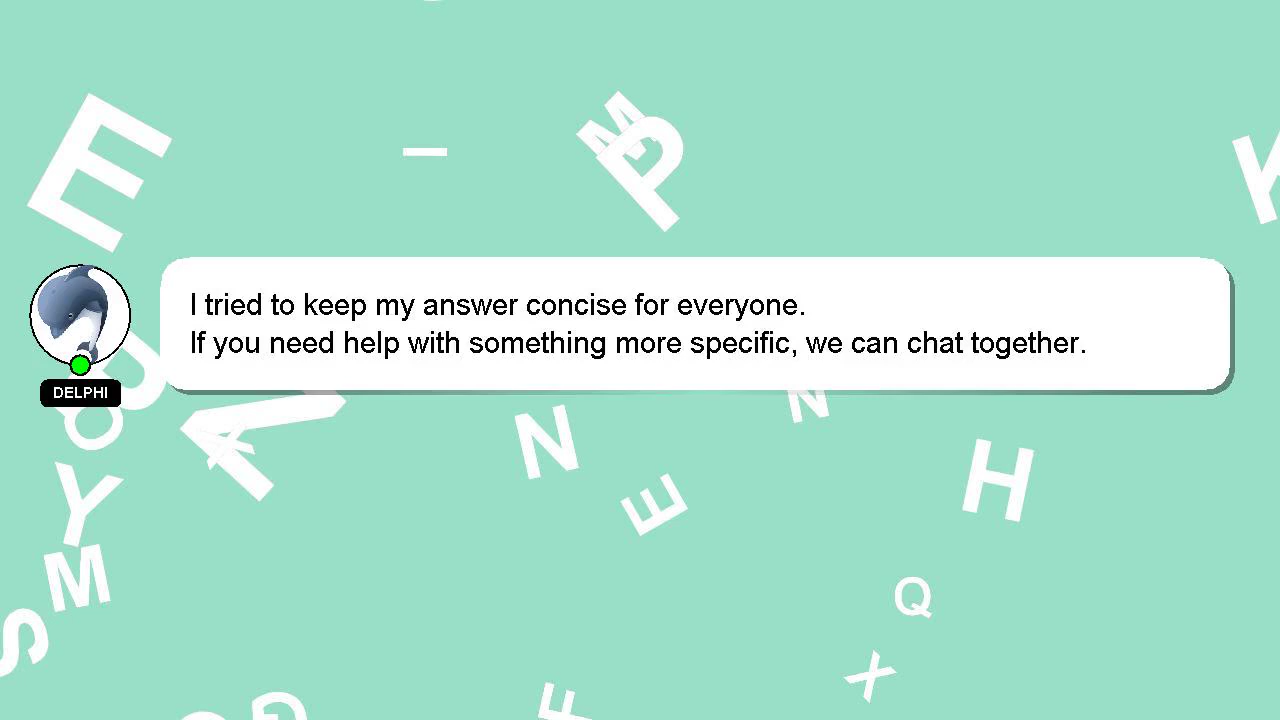 I tried to keep my answer concise for everyone.
If you need help with something more specific, we can chat together.
DELPHI
E
I
M
P
K
N
N
E
H
Y
M
S
Q
X
F
G